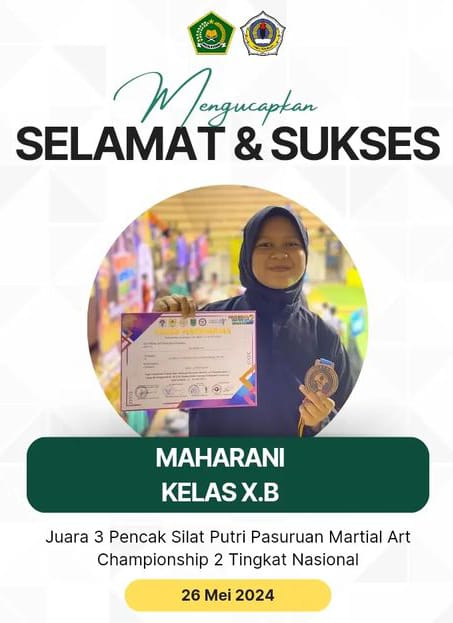 Mengucapkan
SELAMAT & SUKSES
MAHARANI
KELAS X.B
Juara 3 Pencak Silat Putri Pasuruan Martial Art
Championship 2 Tingkat Nasional
26 Mei 2024